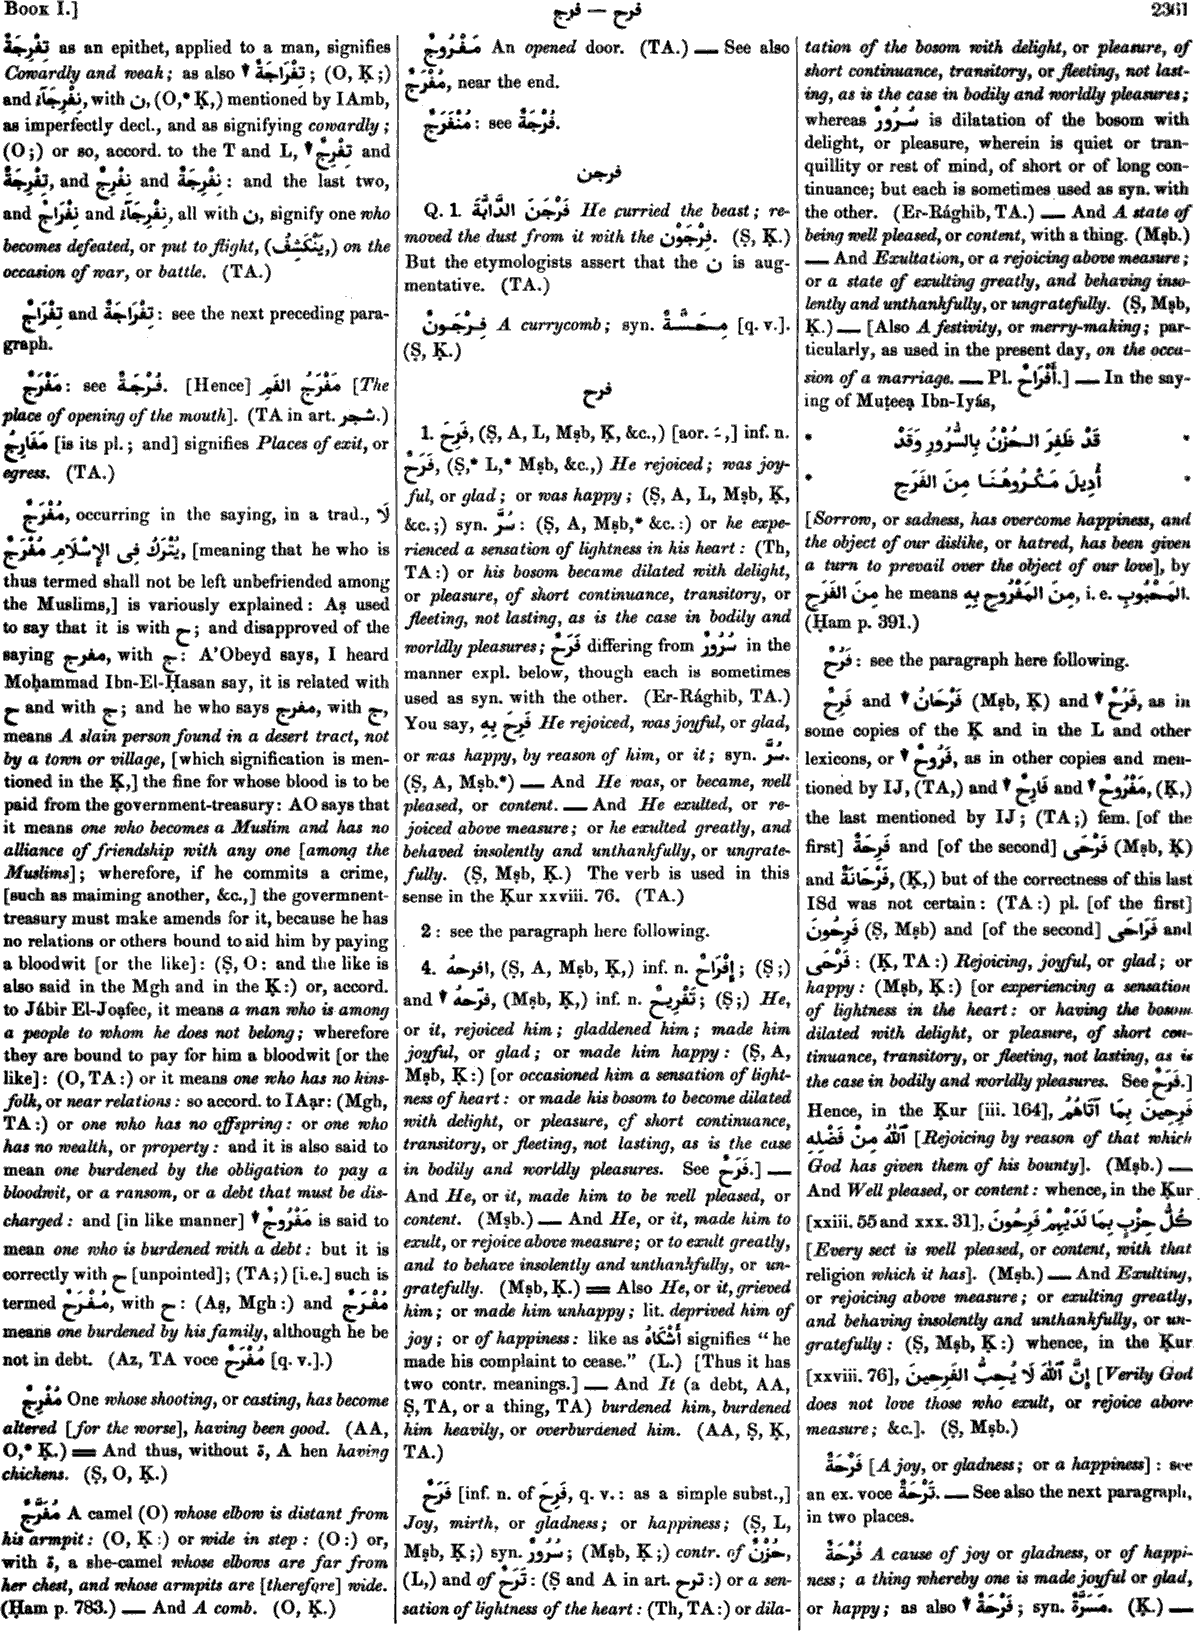 Book I.]
فرج — فرح
2361
تِفْرِجَةٌ as an epithet, applied to a man, signifies
Cowardly and weak; as also ↓ تِفْرَاجَةٌ; (O, Ḳ;)
and نِفْرِجَآءُ, with ن, (O,* Ḳ,) mentioned by IAmb,
as imperfectly decl., and as signifying cowardly;
(O;) or so, accord. to the T and L, ↓ تِفْرِجٌ and
تِفْرِجَةٌ, and نِفْرِجٌ and نِفْرِجَةٌ: and the last two,
and نِفْرَاجٌ and نِفْرِجَآءُ, all with ن, signify one who
becomes defeated, or put to flight, (يَنْكَشِفُ,) on the
occasion of war, or battle. (TA.)
تِفْرَاجٌ and تِفْرَاجَةٌ: see the next preceding para-
graph.
مَفْرَجٌ: see فُرْجَةٌ. [Hence] مَفْرَجُ الفَمِ [The
place of opening of the mouth]. (TA in art. شجر.)
مَفَارِجُ [is its pl.; and] signifies Places of exit, or
egress. (TA.)
مُفْرَجٌ, occurring in the saying, in a trad., لَا
يُتْرَكُ فِى الإِسْلَامِ مُفْرَجٌ, [meaning that he who is
thus termed shall not be left unbefriended among
the Muslims,] is variously explained: Aṣ used
to say that it is with ح; and disapproved of the
saying مفرج, with ج: A'Obeyd says, I heard
Moḥammad Ibn-El-Ḥasan say, it is related with
ح and with ج; and he who says مفرج, with ج,
means A slain person found in a desert tract, not
by a town or village, [which signification is men-
tioned in the Ḳ,] the fine for whose blood is to be
paid from the government-treasury: AO says that
it means one who becomes a Muslim and has no
alliance of friendship with any one [among the
Muslims]; wherefore, if he commits a crime,
[such as maiming another, &c.,] the govermnent-
treasury must make amends for it, because he has
no relations or others bound to aid him by paying
a bloodwit [or the like]: (Ṣ, O: and the like is
also said in the Mgh and in the Ḳ:) or, accord.
to Jábir El-Joạfee, it means a man who is among
a people to whom he does not belong; wherefore
they are bound to pay for him a bloodwit [or the
like]: (O, TA:) or it means one who has no kins-
folk, or near relations: so accord. to IAạr: (Mgh,
TA:) or one who has no offspring: or one who
has no wealth, or property: and it is also said to
mean one burdened by the obligation to pay a
bloodwit, or a ransom, or a debt that must be dis-
charged: and [in like manner] ↓ مَفْرُوجٌ is said to
mean one who is burdened with a debt: but it is
correctly with ح [unpointed]; (TA;) [i.e.] such is
termed مُفْرَحٌ, with ح: (Aṣ, Mgh:) and مُفْرَحٌ
means one burdened by his family, although he be
not in debt. (Az, TA voce مُفْرَحٌ [q. v.].)
مُفْرِجٌ One whose shooting, or casting, has become
altered [for the worse], having been good. (AA,
O,* Ḳ.) ═ And thus, without ة, A hen having
chickens. (Ṣ, O, Ḳ.)
مُفَرَّجٌ A camel (O) whose elbow is distant from
his armpit: (O, Ḳ:) or wide in step: (O:) or,
with ة, a she-camel whose elbows are far from
her chest, and whose armpits are [therefore] wide.
(Ḥam p. 783.) — And A comb. (O, Ḳ.)
مَفْرُوجٌ An opened door. (TA.) — See also
مُفْرَجٌ, near the end.
مُنْفَرَجٌ: see فُرْجَةٌ.
فرجن
Q. 1. فَرْجَنَ الدَّابَّةَ He curried the beast; re-
moved the dust from it with the فِرْجَوْن. (Ṣ, Ḳ.)
But the etymologists assert that the ن is aug-
mentative. (TA.)
فِرْجَوْنٌ A currycomb; syn. مِحَسَّةٌ [q. v.].
(Ṣ, Ḳ.)
فرح
1. فَرِحَ, (Ṣ, A, L, Mṣb, Ḳ, &c.,) [aor. ـَ,] inf. n.
فَرَحٌ, (Ṣ,* L,* Mṣb, &c.,) He rejoiced; was joy-
ful, or glad; or was happy; (Ṣ, A, L, Mṣb, Ḳ,
&c.;) syn. سُرَّ: (Ṣ, A, Mṣb,* &c.:) or he expe-
rienced a sensation of lightness in his heart: (Th,
TA:) or his bosom became dilated with delight,
or pleasure, of short continuance, transitory, or
fleeting, not lasting, as is the case in bodily and
worldly pleasures; فَرَحٌ differing from سُرُورٌ in the
manner expl. below, though each is sometimes
used as syn. with the other. (Er-Rághib, TA.)
You say, فَرِحَ بِهِ He rejoiced, was joyful, or glad,
or was happy, by reason of him, or it; syn. سُرَّ.
(Ṣ, A, Mṣb.*) — And He was, or became, well
pleased, or content. — And He exulted, or re-
joiced above measure; or he exulted greatly, and
behaved insolently and unthankfully, or ungrate-
fully. (Ṣ, Mṣb, Ḳ.) The verb is used in this
sense in the Ḳur xxviii. 76. (TA.)
2: see the paragraph here following.
4. افرحهُ, (Ṣ, A, Mṣb, Ḳ,) inf. n. إِفْرَاحٌ; (Ṣ;)
and ↓ فرّحهُ, (Mṣb, Ḳ,) inf. n. تَفْرِيحٌ; (Ṣ;) He,
or it, rejoiced him; gladdened him; made him
joyful, or glad; or made him happy: (Ṣ, A,
Mṣb, Ḳ:) [or occasioned him a sensation of light-
ness of heart: or made his bosom to become dilated
with delight, or pleasure, of short continuance,
transitory, or fleeting, not lasting, as is the case
in bodily and worldly pleasures. See فَرَحٌ.] —
And He, or it, made him to be well pleased, or
content. (Mṣb.) — And He, or it, made him to
exult, or rejoice above measure; or to exult greatly,
and to behave insolently and unthankfully, or un-
gratefully. (Mṣb, Ḳ.) ═ Also He, or it, grieved
him; or made him unhappy; lit. deprived him of
joy; or of happiness: like as أَشْكَاهُ signifies "he
made his complaint to cease." (L.) [Thus it has
two contr. meanings.] — And It (a debt, AA,
Ṣ, TA, or a thing, TA) burdened him, burdened
him heavily, or overburdened him. (AA, Ṣ, Ḳ,
TA.)
فَرَحٌ [inf. n. of فَرِحَ, q. v.: as a simple subst.,]
Joy, mirth, or gladness; or happiness; (Ṣ, L,
Mṣb, Ḳ;) syn. سُرُورٌ; (Mṣb, Ḳ;) contr. of حُزْنٌ,
(L,) and of تَرَحٌ: (Ṣ and A in art. ترح:) or a sen-
sation of lightness of the heart: (Th, TA:) or dila-
tation of the bosom with delight, or pleasure, of
short continuance, transitory, or fleeting, not last-
ing, as is the case in bodily and worldly pleasures;
whereas سُرُورٌ is dilatation of the bosom with
delight, or pleasure, wherein is quiet or tran-
quillity or rest of mind, of short or of long con-
tinuance; but each is sometimes used as syn. with
the other. (Er-Rághib, TA.) — And A state of
being well pleased, or content, with a thing. (Mṣb.)
— And Exultation, or a rejoicing above measure;
or a state of exulting greatly, and behaving inso-
lently and unthankfully, or ungratefully. (Ṣ, Mṣb,
Ḳ.) — [Also A festivity, or merry-making; par-
ticularly, as used in the present day, on the occa-
sion of a marriage. — Pl. أَفْرَاحٌ.] — In the say-
ing of Muṭeeạ Ibn-Iyás,
* قَدْ ظَفِرَ الحُزْنُ بِالسُّرُورِ وَقَدْ *
* أُدِيلَ مَكْرُوهُنَا مِنَ الفَرَحِ *
[Sorrow, or sadness, has overcome happiness, and
the object of our dislike, or hatred, has been given
a turn to prevail over the object of our love], by
مِنَ الفَرَحِ he means مِنَ المَفْرُوحِ بِهِ, i. e. المَحْبُوبِ.
(Ḥam p. 391.)
فَرُحٌ: see the paragraph here following.
فَرِحٌ and ↓ فَرْحَانُ (Mṣb, Ḳ) and ↓ فَرُحٌ, as in
some copies of the Ḳ and in the L and other
lexicons, or ↓ فَرُوحٌ, as in other copies and men-
tioned by IJ, (TA,) and ↓ فَارِحٌ and ↓ مَفْرُوحٌ, (Ḳ,)
the last mentioned by IJ; (TA;) fem. [of the
first] فَرِحَةٌ and [of the second] فَرْحَى (Mṣb, Ḳ)
and فَرْحَانَةٌ, (Ḳ,) but of the correctness of this last
ISd was not certain: (TA:) pl. [of the first]
فَرِحُونَ (Ṣ, Mṣb) and [of the second] فَرَاحَى and
فَرْحَى: (Ḳ, TA:) Rejoicing, joyful, or glad; or
happy: (Mṣb, Ḳ:) [or experiencing a sensation
of lightness in the heart: or having the bosom
dilated with delight, or pleasure, of short con-
tinuance, transitory, or fleeting, not lasting, as is
the case in bodily and worldly pleasures. See فَرَحٌ.]
Hence, in the Ḳur [iii. 164], فَرِحِينَ بِمَا آتَاهُمُ
ٱللّٰهُ مِنْ فَضْلِهِ [Rejoicing by reason of that which
God has given them of his bounty]. (Mṣb.) —
And Well pleased, or content: whence, in the Ḳur
[xxiii. 55 and xxx. 31], كُلُّ حِزْبٍ بِمَا لَدَيْهِمْ فَرِحُونَ
[Every sect is well pleased, or content, with that
religion which it has]. (Mṣb.) — And Exulting,
or rejoicing above measure; or exulting greatly,
and behaving insolently and unthankfully, or un-
gratefully: (Ṣ, Mṣb, Ḳ:) whence, in the Ḳur
[xxviii. 76], إِنَّ ٱللّٰهَ لَا يُحِبُّ الفَرِحِينَ [Verily God
does not love those who exult, or rejoice above
measure; &c.]. (Ṣ, Mṣb.)
فَرْحَةٌ [A joy, or gladness; or a happiness]: see
an ex. voce تَرْحَةٌ. — See also the next paragraph,
in two places.
فُرْحَةٌ A cause of joy or gladness, or of happi-
ness; a thing whereby one is made joyful or glad,
or happy; as also ↓ فَرْحَةٌ; syn. مَسَرَّةٌ. (Ḳ.) —